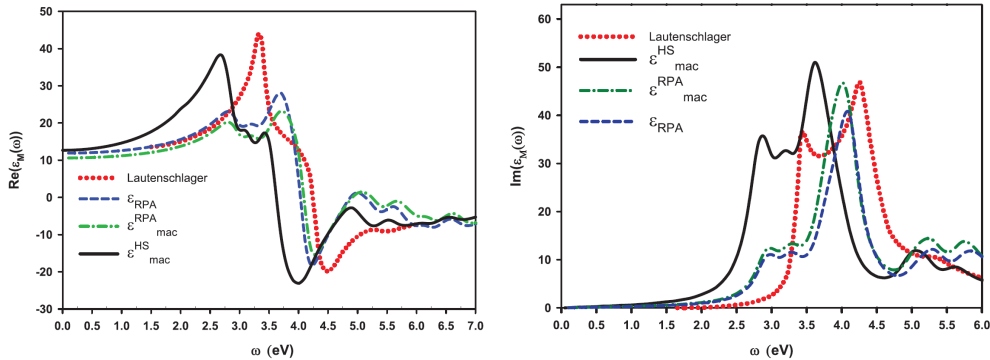 Re(ε_M(ω))
40
30
20
10
0
-10
-20
-30
Lautenschlager
ε_RPA
ε^RPA_mac
ε^HS_mac
0.0 0.5 1.0 1.5 2.0 2.5 3.0 3.5 4.0 4.5 5.0 5.5 6.0 6.5 7.0
ω (eV)
Im(ε_M(ω))
60
50
40
30
20
10
0
Lautenschlager
ε^HS_mac
ε^RPA_mac
ε_RPA
0.0 0.5 1.0 1.5 2.0 2.5 3.0 3.5 4.0 4.5 5.0 5.5 6.0
ω (eV)